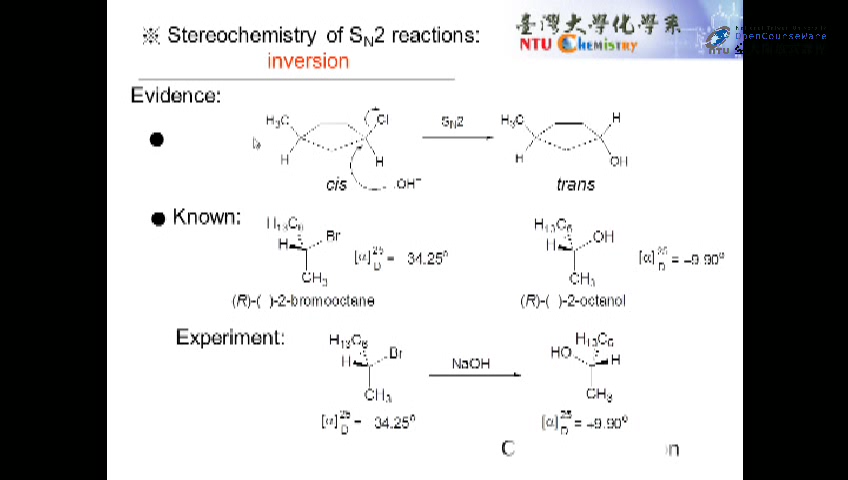 ※ Stereochemistry of SN2 reactions:
inversion
臺灣大學化學系
NTU Chemistry
OpenCourseWare
NTU
Evidence:
H3C
Cl
H
H
cis
OH−
SN2
H3C
H
H
OH
trans
Known:
H13C6
H
Br
CH3
[α]25D = 34.25°
(R)-( )-2-bromooctane
H13C6
H
OH
CH3
[α]25D = −9.90°
(R)-( )-2-octanol
Experiment:
H13C6
H
Br
CH3
[α]25D = 34.25°
NaOH
H13C6
HO
H
CH3
[α]25D = −9.90°
C
n